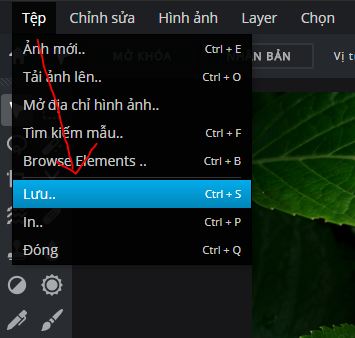 Tệp Chỉnh sửa Hình ảnh Layer Chọn
Ảnh mới.. Ctrl + E
MỞ KHÓA NHÂN BẢN Vị t
Tải ảnh lên.. Ctrl + O
Mở địa chỉ hình ảnh..
Tìm kiếm mẫu.. Ctrl + F
Browse Elements .. Ctrl + B
Lưu.. Ctrl + S
In.. Ctrl + P
Đóng Ctrl + Q